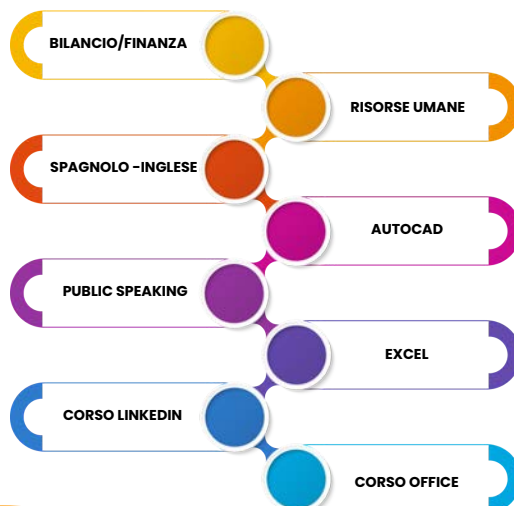 BILANCIO/FINANZA
RISORSE UMANE
SPAGNOLO -INGLESE
AUTOCAD
PUBLIC SPEAKING
EXCEL
CORSO LINKEDIN
CORSO OFFICE